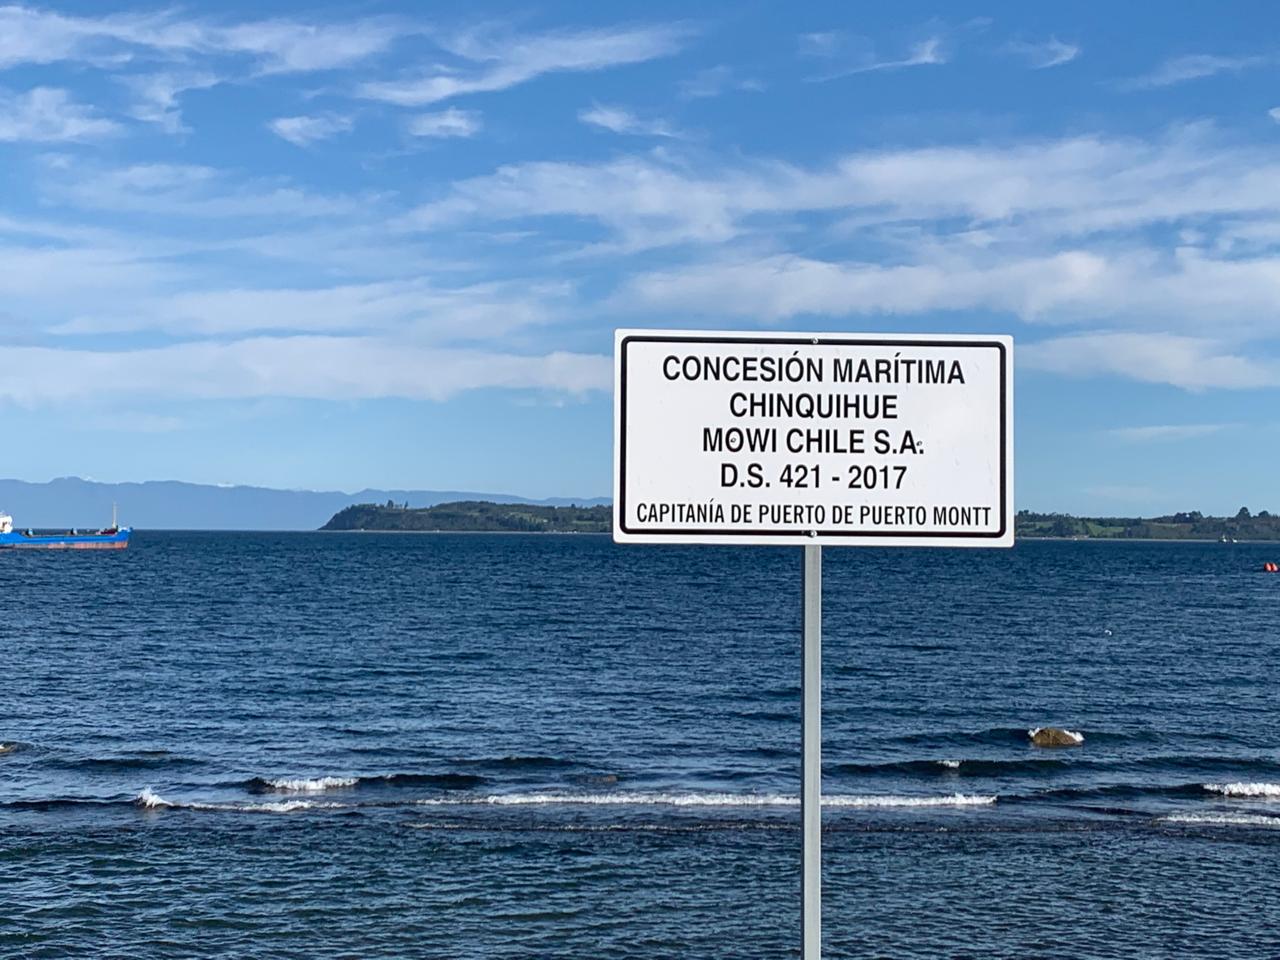 CONCESIÓN MARÍTIMA
CHINQUIHUE
MOWI CHILE S.A.
D.S. 421 - 2017
CAPITANÍA DE PUERTO DE PUERTO MONTT